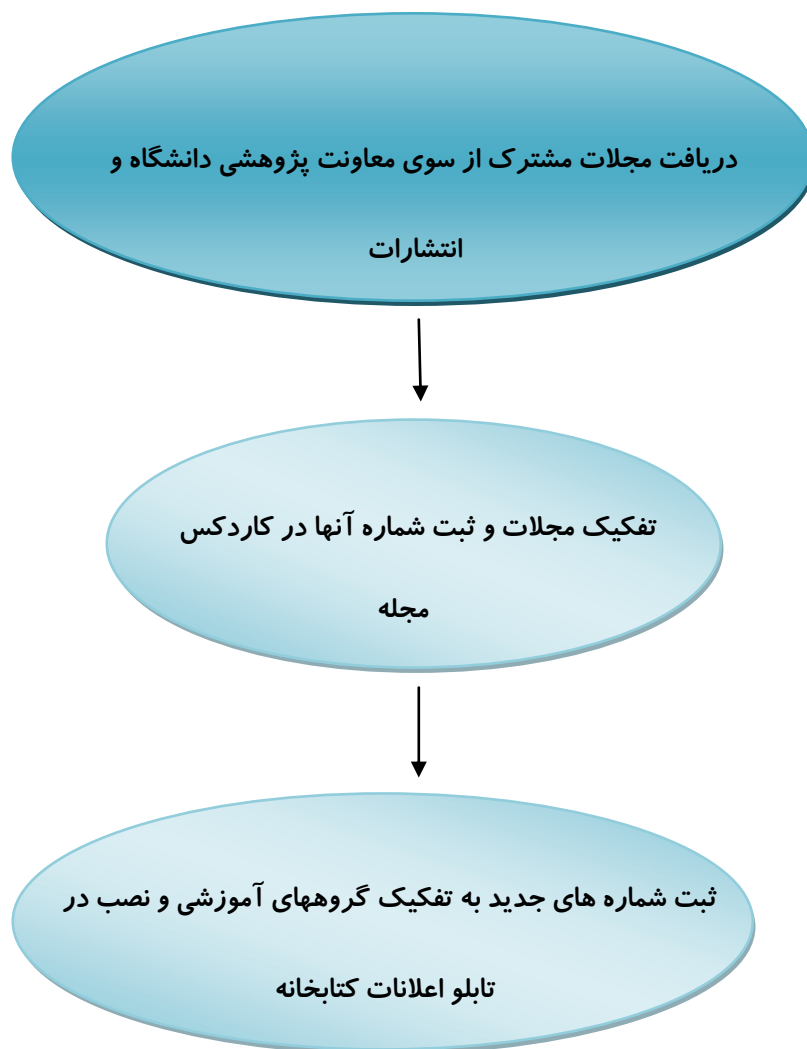 دریافت مجلات مشترک از سوی معاونت پژوهشی دانشگاه و
انتشارات
تفکیک مجلات و ثبت شماره آنها در کاردکس
مجله
ثبت شماره های جدید به تفکیک گروههای آموزشی و نصب در
تابلو اعلانات کتابخانه